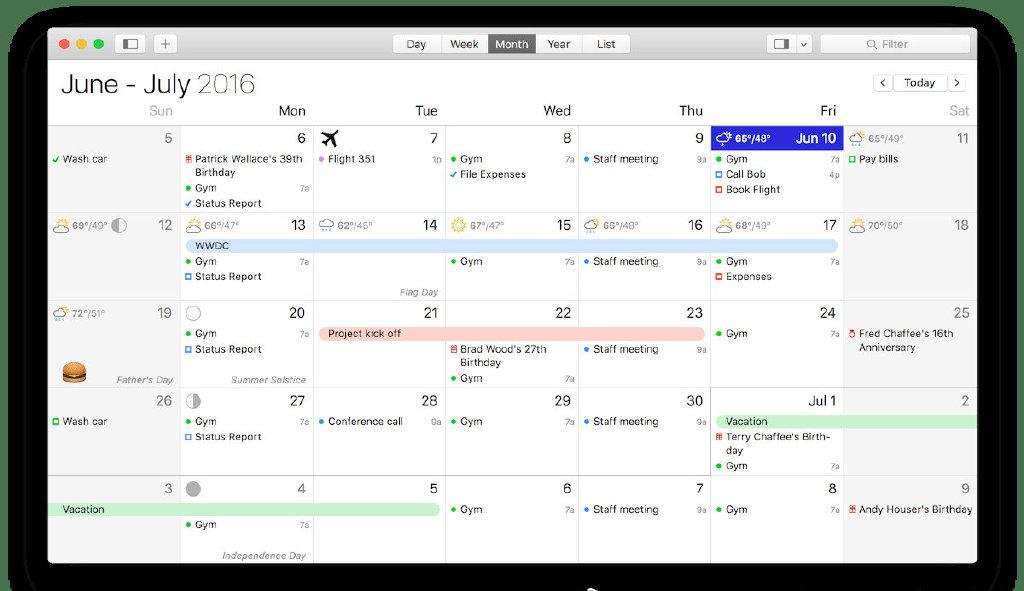 Day Week Month Year List Filter
June - July 2016 Today
Sun Mon Tue Wed Thu Fri Sat
5 6 7 8 9 65°/48° Jun 10 65°/49° 11
Wash car
Patrick Wallace's 39th
Birthday
Gym 7a
Status Report
Flight 351 1p
Gym 7a
File Expenses
Staff meeting 9a
Gym 7a
Call Bob 4p
Book Flight
Pay bills
69°/49° 12 66°/47° 13 62°/45° 14 67°/47° 15 66°/48° 16 68°/49° 17 70°/50° 18
WWDC
Gym 7a
Status Report
Flag Day
Gym 7a
Staff meeting 9a
Gym 7a
Expenses
72°/51° 19 20 21 22 23 24 25
Father's Day
Gym 7a
Status Report
Summer Solstice
Project kick off
Brad Wood's 27th
Birthday
Gym 7a
Staff meeting 9a
Gym 7a
Fred Chaffee's 16th
Anniversary
26 27 28 29 30 Jul 1 2
Wash car
Gym 7a
Status Report
Conference call 9a
Gym 7a
Staff meeting 9a
Vacation
Terry Chaffee's Birth-
day
Gym 7a
3 4 5 6 7 8 9
Vacation
Gym 7a
Independence Day
Gym 7a
Staff meeting 9a
Gym 7a
Andy Houser's Birthday